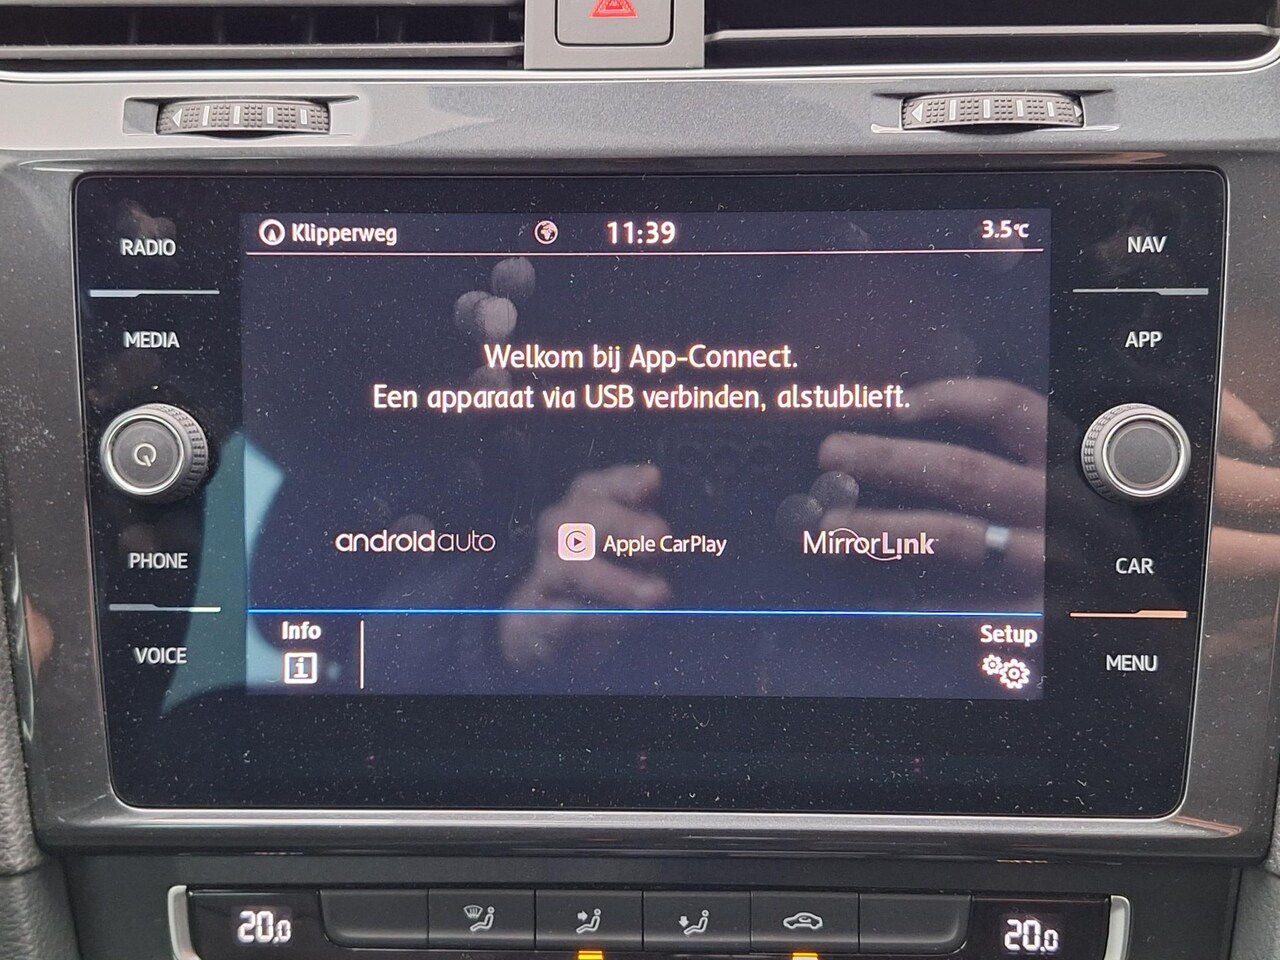 Klipperweg 11:39 3.5°C
RADIO
MEDIA
PHONE
VOICE
Welkom bij App-Connect.
Een apparaat via USB verbinden, alstublieft.
androidauto Apple CarPlay MirrorLink
Info Setup
NAV
APP
CAR
MENU
20.0 20.0